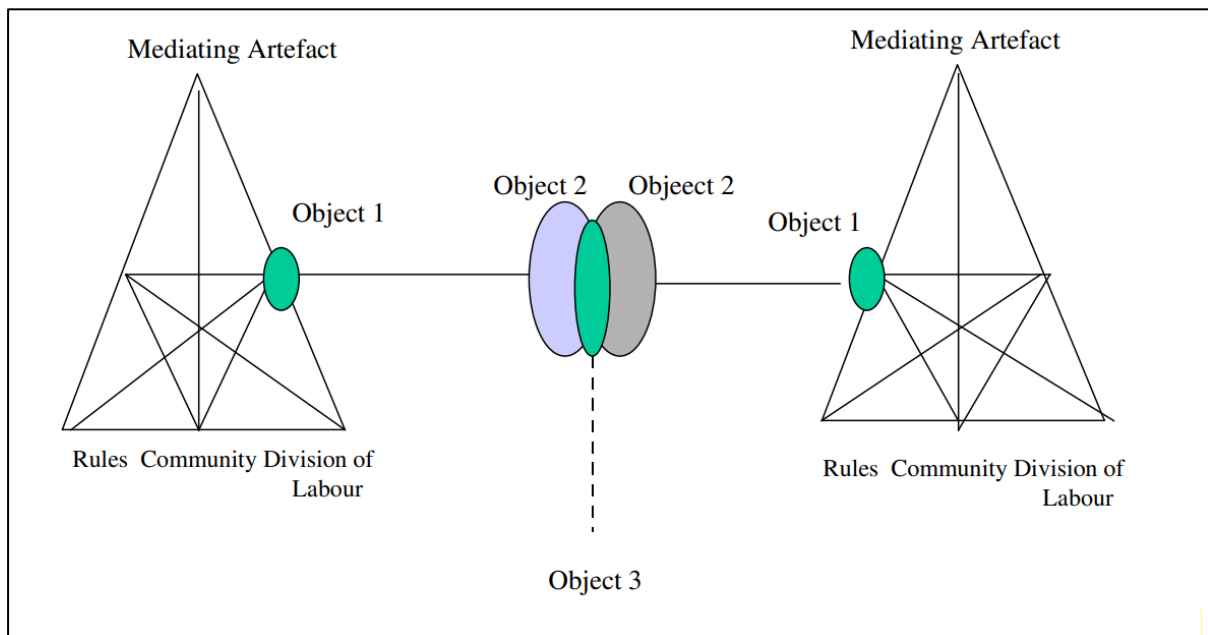 Mediating Artefact
Mediating Artefact
Object 2
Objeect 2
Object 1
Object 1
Rules Community Division of
Labour
Rules Community Division of
Labour
Object 3